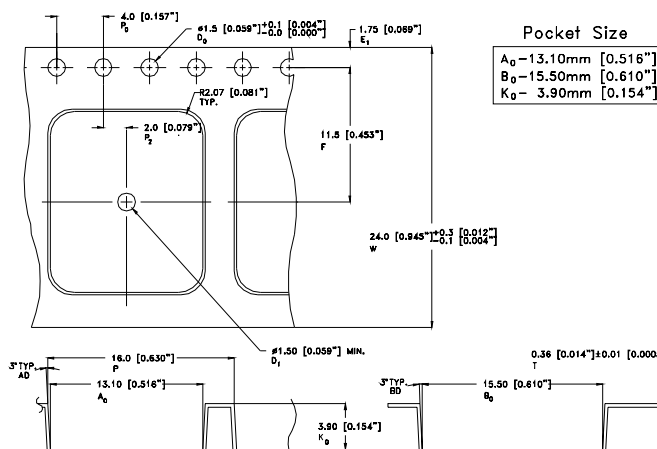 4.0 [0.157"]
P₀
ø1.5 [0.059"]+0.1 [0.004"]
-0.0 [0.000"]
D₀
1.75 [0.069"]
E₁
Pocket Size
A₀-13.10mm [0.516"]
B₀-15.50mm [0.610"]
K₀- 3.90mm [0.154"]
R2.07 [0.081"]
TYP.
2.0 [0.079"]
P₂
11.5 [0.453"]
F
24.0 [0.945"]+0.3 [0.012"]
-0.1 [0.004"]
W
ø1.50 [0.059"] MIN.
D₁
3° TYP.
AD
16.0 [0.630"]
P
13.10 [0.516"]
A₀
3.90 [0.154"]
K₀
3° TYP.
BD
15.50 [0.610"]
B₀
0.36 [0.014"]±0.01 [0.000
T